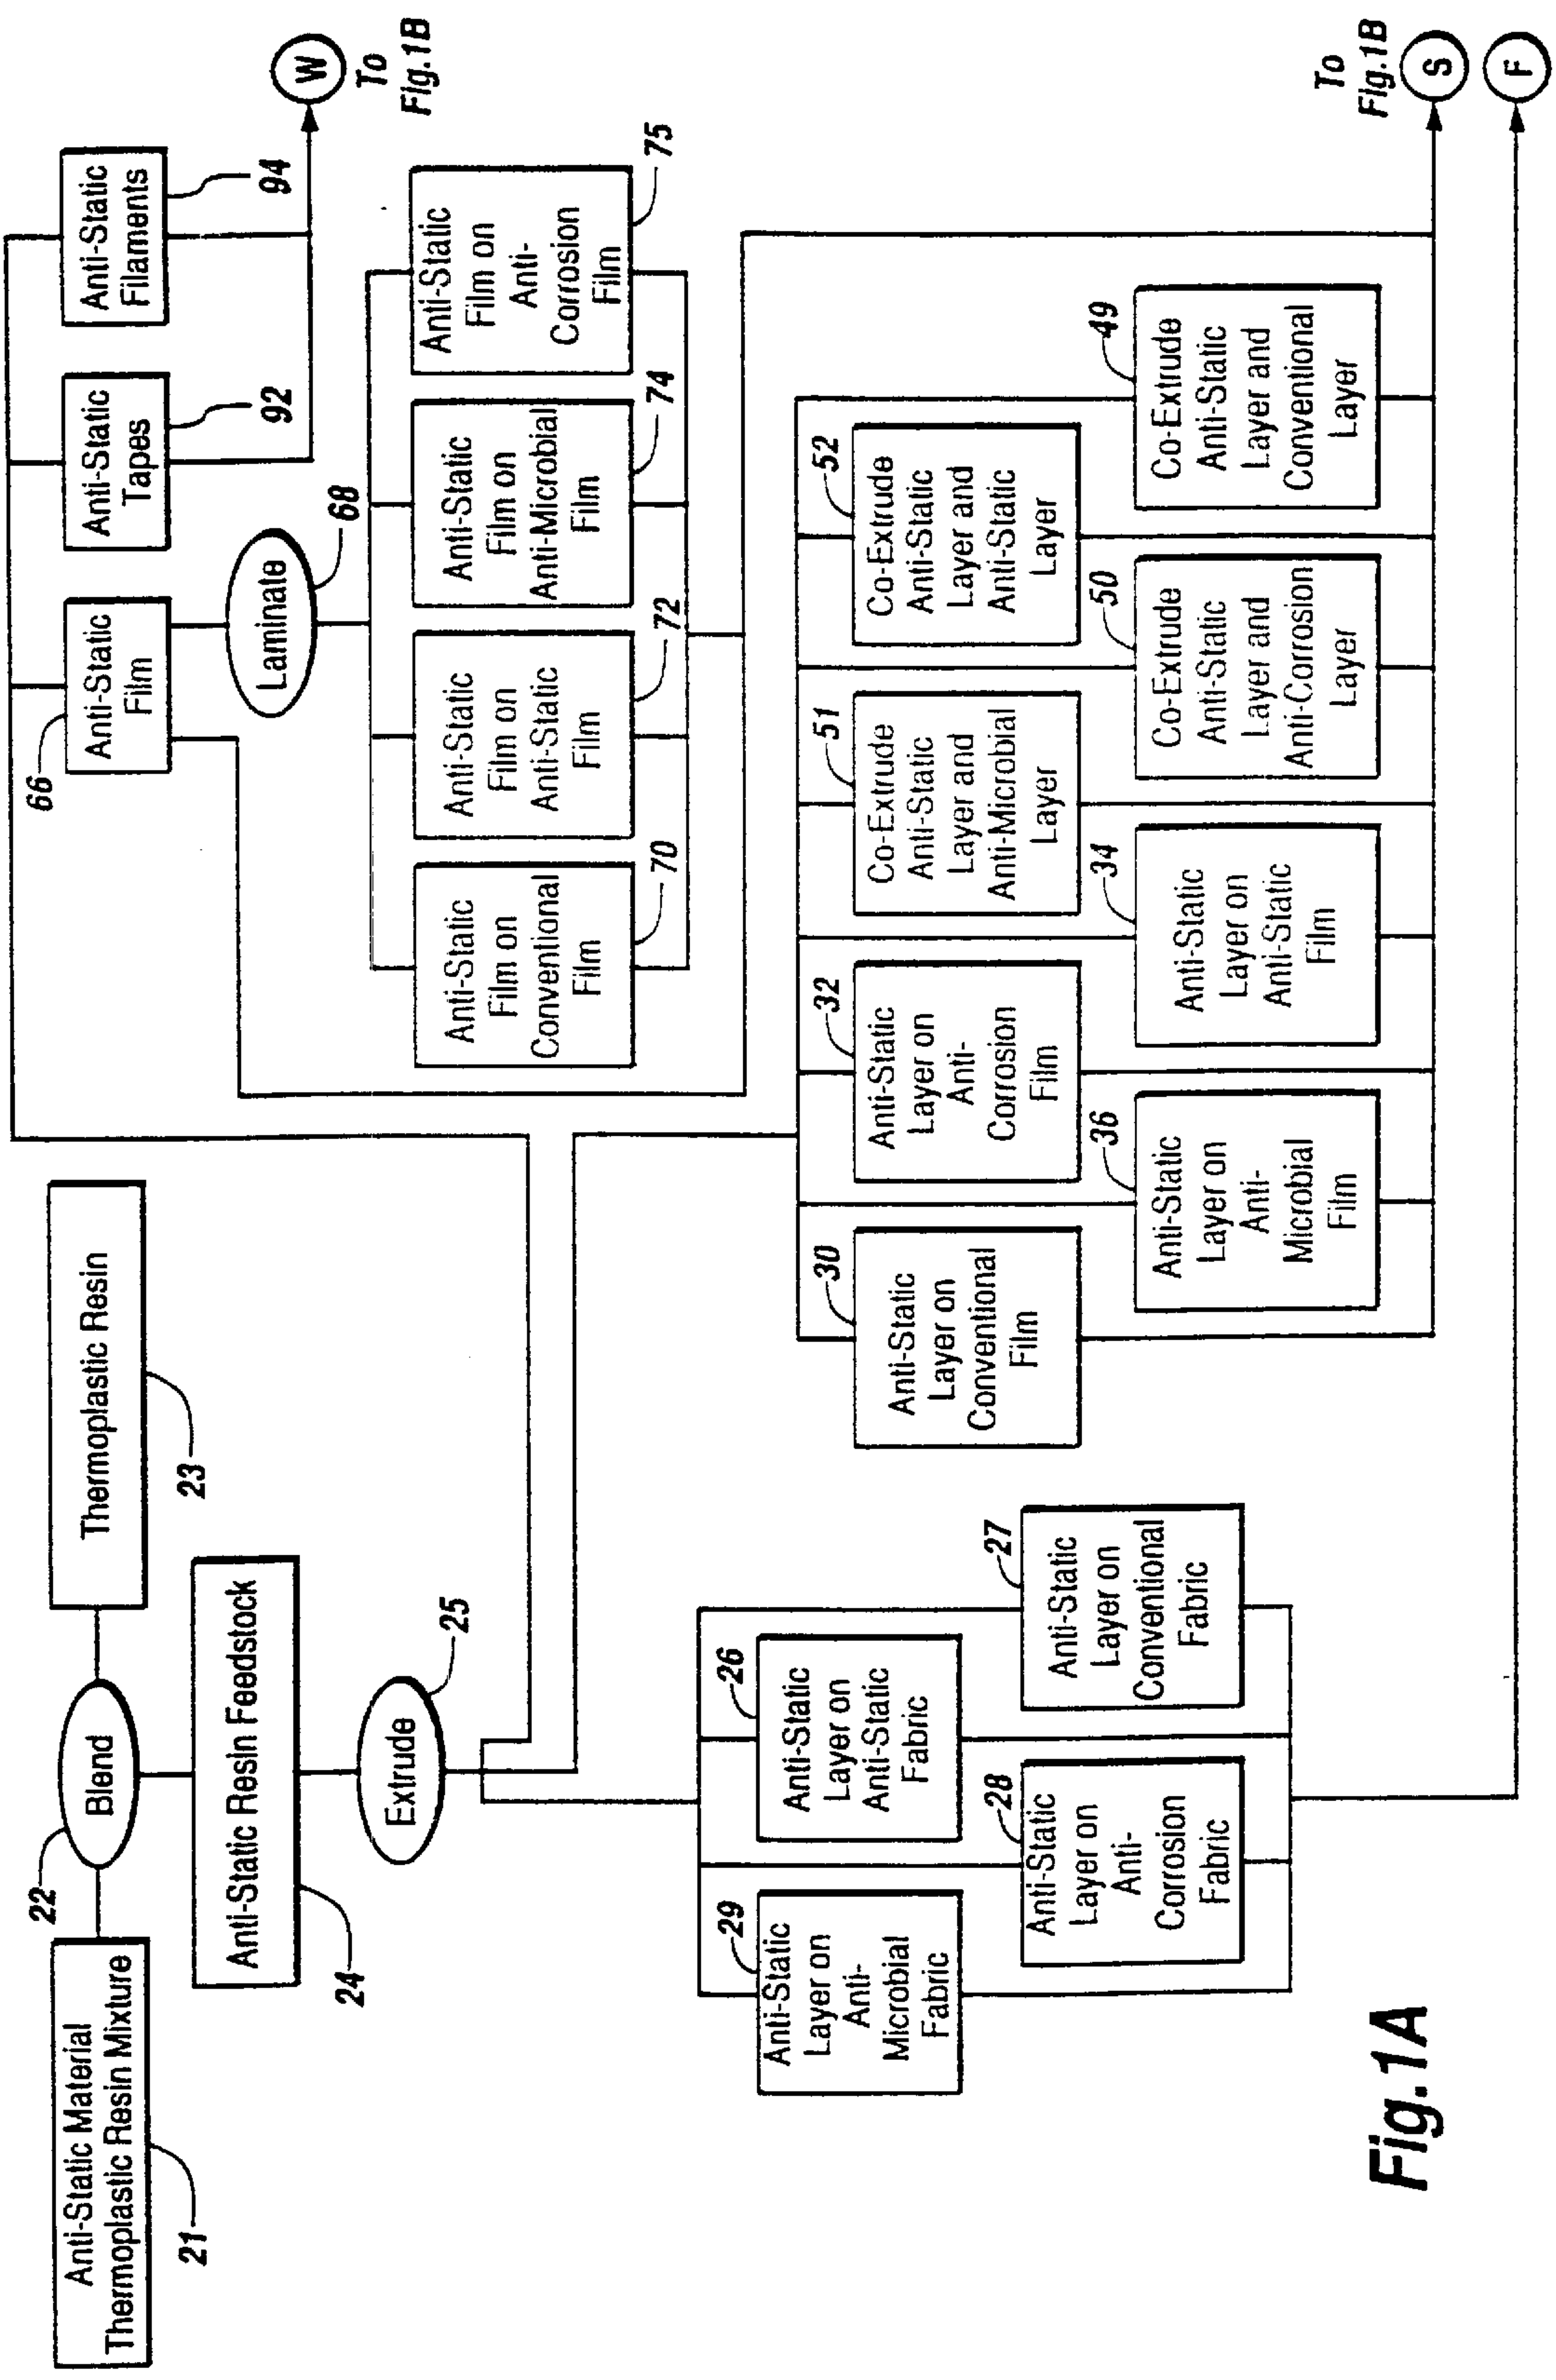 Anti-Static Material
Thermoplastic Resin Mixture
21
22
Blend
Thermoplastic Resin
23
Anti-Static Resin Feedstock
24
Extrude
25
66
Anti-Static
Film
Anti-Static
Tapes
92
Anti-Static
Filaments
94
W
To
Fig.1B
Laminate
68
Anti-Static
Film on
Conventional
Film
70
Anti-Static
Film on
Anti-Static
Film
72
Anti-Static
Film on
Anti-Microbial
Film
74
Anti-Static
Film on
Anti-
Corrosion
Film
75
29
Anti-Static
Layer on
Anti-
Microbial
Fabric
26
Anti-Static
Layer on
Anti-Static
Fabric
28
Anti-Static
Layer on
Anti-
Corrosion
Fabric
27
Anti-Static
Layer on
Conventional
Fabric
30
Anti-Static
Layer on
Conventional
Film
32
Anti-Static
Layer on
Anti-
Corrosion
Film
51
Co-Extrude
Anti-Static
Layer and
Anti-Microbial
Layer
52
Co-Extrude
Anti-Static
Layer and
Anti-Static
Layer
36
Anti-Static
Layer on
Anti-
Microbial
Film
34
Anti-Static
Layer on
Anti-Static
Film
50
Co-Extrude
Anti-Static
Layer and
Anti-Corrosion
Layer
49
Co-Extrude
Anti-Static
Layer and
Conventional
Layer
To
Fig.1B
S
F
Fig.1A